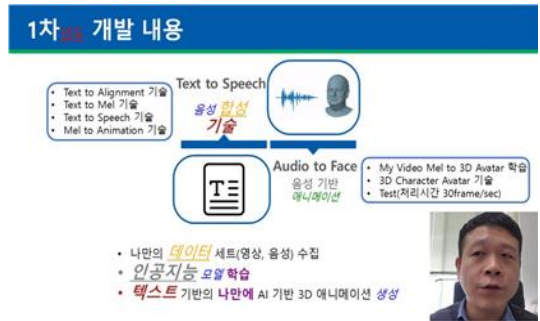 1차년도 개발 내용
Text to Speech
음성 합성
기술
• Text to Alignment 기술
• Text to Mel 기술
• Text to Speech 기술
• Mel to Animation 기술
Audio to Face
음성 기반
애니메이션
• My Video Mel to 3D Avatar 학습
• 3D Character Avatar 기술
• Test(처리시간 30frame/sec)
T
• 나만의 데이터 세트(영상, 음성) 수집
• 인공지능 모델 학습
• 텍스트 기반의 나만에 AI 기반 3D 애니메이션 생성